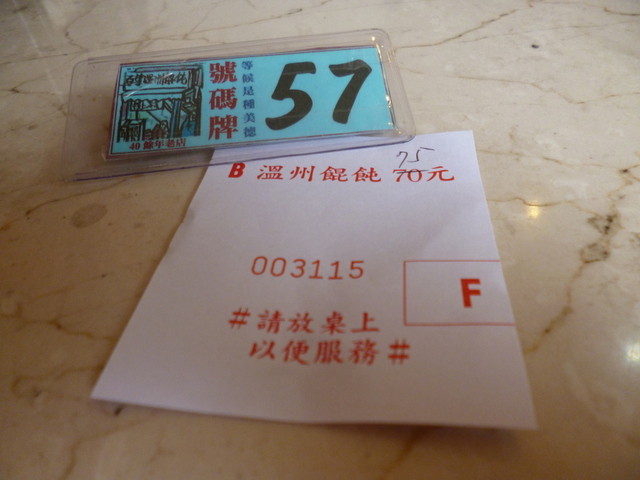 號碼牌
等候是種美德
57
40餘年老店
B 溫州餛飩 70元
75
003115
F
#請放桌上
以便服務#